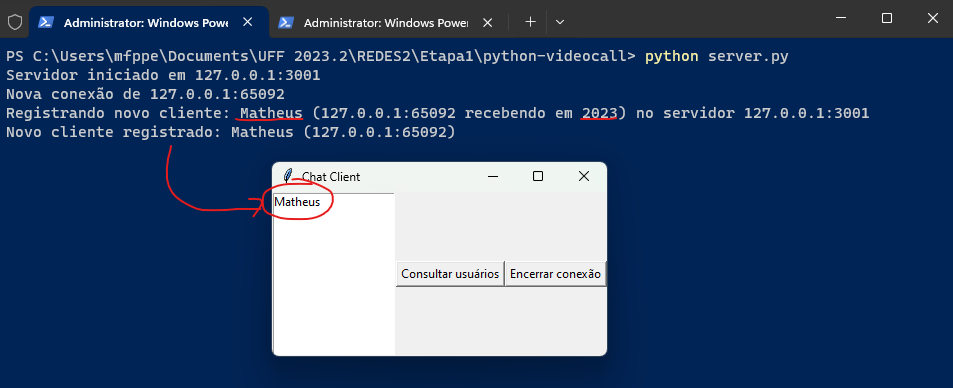 Administrator: Windows Powe
Administrator: Windows Power
PS C:\Users\mfppe\Documents\UFF 2023.2\REDES2\Etapa1\python-videocall> python server.py
Servidor iniciado em 127.0.0.1:3001
Nova conexão de 127.0.0.1:65092
Registrando novo cliente: Matheus (127.0.0.1:65092 recebendo em 2023) no servidor 127.0.0.1:3001
Novo cliente registrado: Matheus (127.0.0.1:65092)
Chat Client
Matheus
Consultar usuários
Encerrar conexão